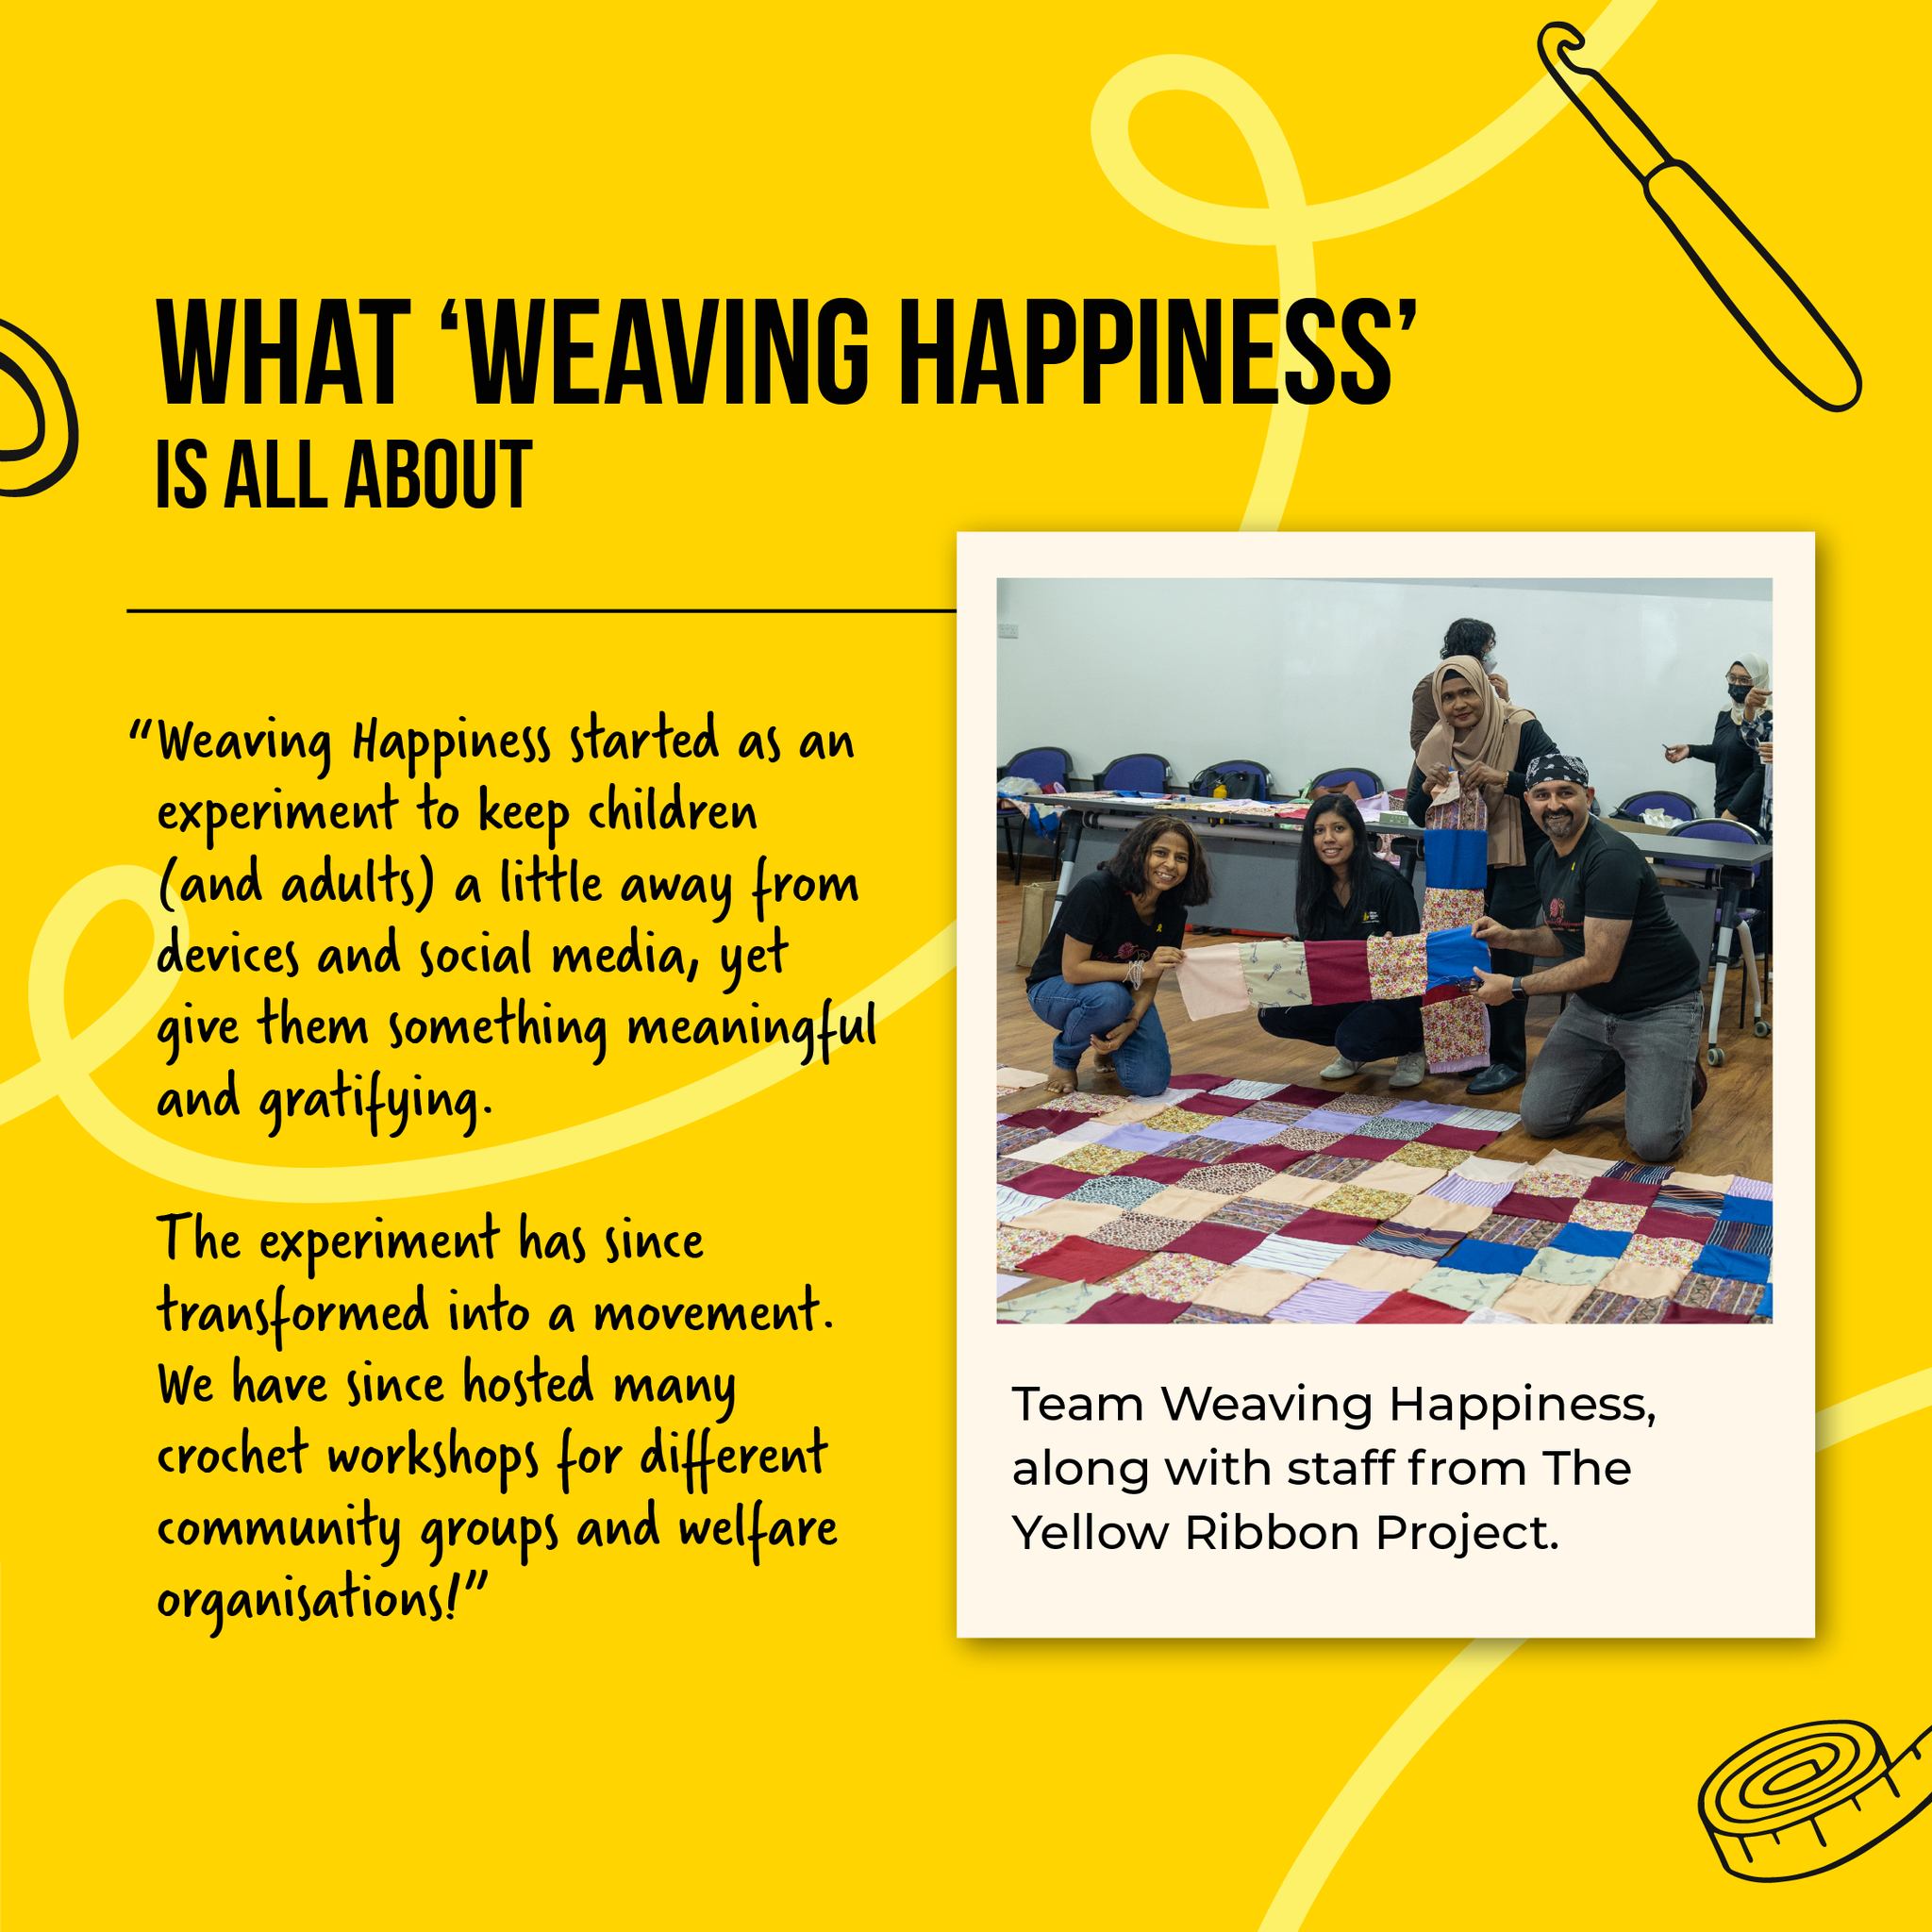 WHAT ‘WEAVING HAPPINESS’
IS ALL ABOUT
“Weaving Happiness started as an
experiment to keep children
(and adults) a little away from
devices and social media, yet
give them something meaningful
and gratifying.
The experiment has since
transformed into a movement.
We have since hosted many
crochet workshops for different
community groups and welfare
organisations!”
Team Weaving Happiness,
along with staff from The
Yellow Ribbon Project.